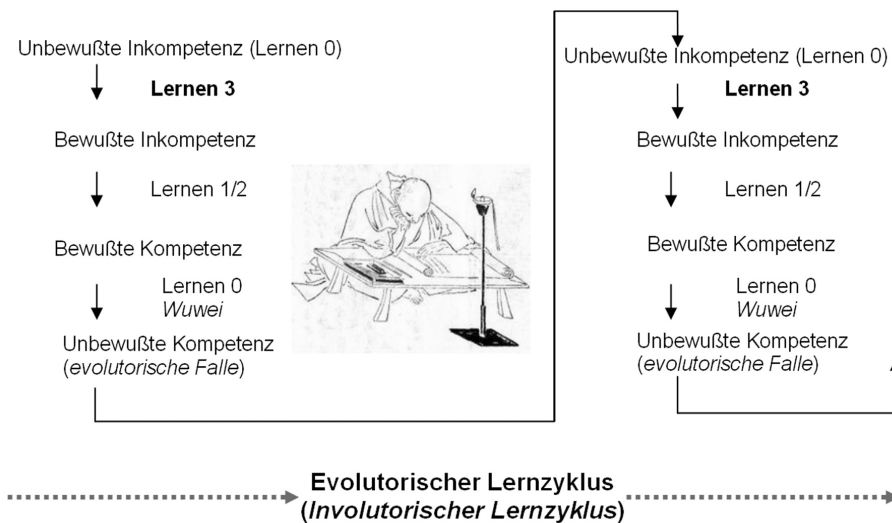 Unbewußte Inkompetenz (Lernen 0)
Lernen 3
Bewußte Inkompetenz
Lernen 1/2
Bewußte Kompetenz
Lernen 0
Wuwei
Unbewußte Kompetenz
(evolutorische Falle)
Unbewußte Inkompetenz (Lernen 0)
Lernen 3
Bewußte Inkompetenz
Lernen 1/2
Bewußte Kompetenz
Lernen 0
Wuwei
Unbewußte Kompetenz
(evolutorische Falle)
Evolutorischer Lernzyklus
(Involutorischer Lernzyklus)